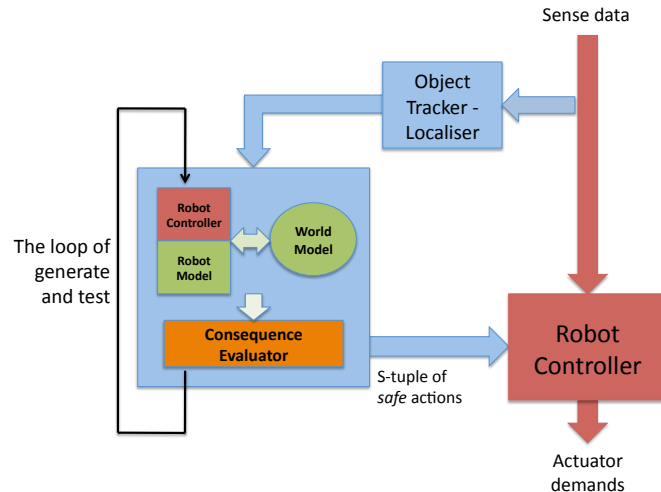 Sense data
Object
Tracker -
Localiser
Robot
Controller
Robot
Model
World
Model
The loop of
generate
and test
Consequence
Evaluator
S-tuple of
safe actions
Robot
Controller
Actuator
demands